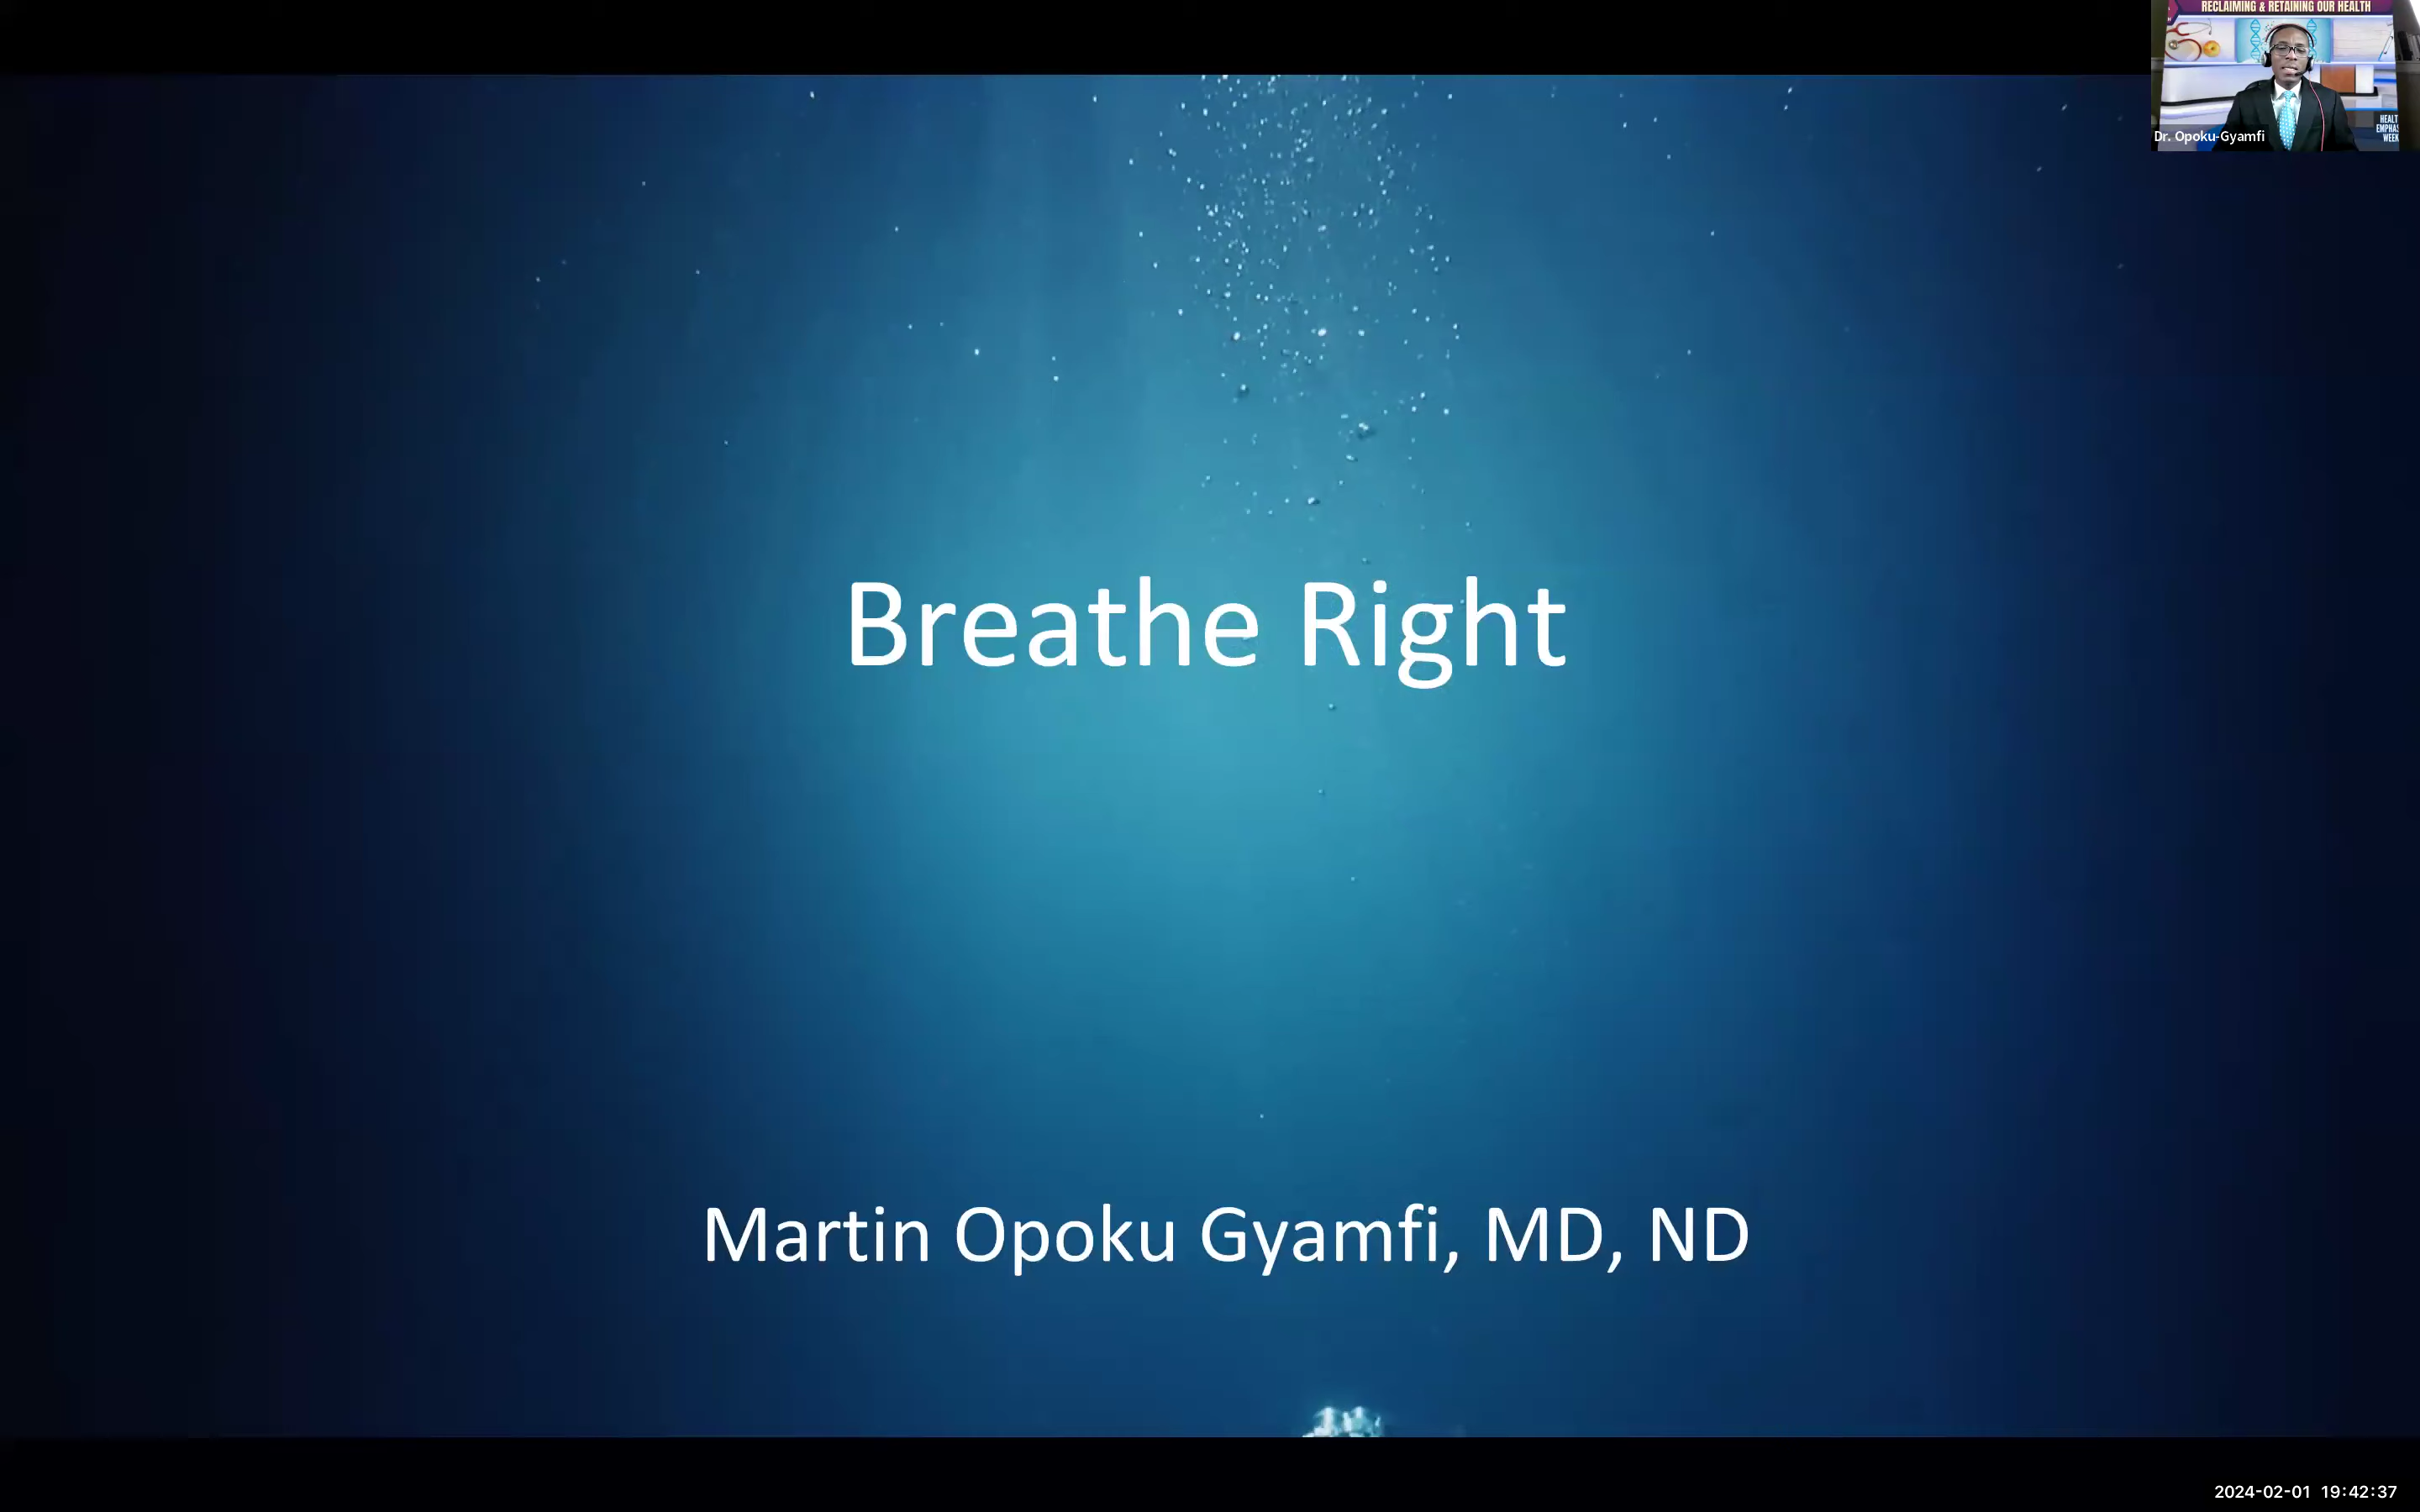 RECLAIMING & RETAINING OUR HEALTH
Dr. Opoku-Gyamfi
Breathe Right
Martin Opoku Gyamfi, MD, ND
2024-02-01 19:42:37